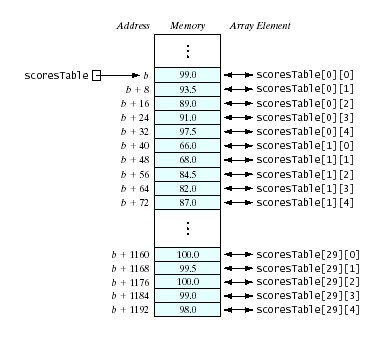 Address Memory Array Element
scoresTable b 99.0 scoresTable[0][0]
b + 8 93.5 scoresTable[0][1]
b + 16 89.0 scoresTable[0][2]
b + 24 91.0 scoresTable[0][3]
b + 32 97.5 scoresTable[0][4]
b + 40 66.0 scoresTable[1][0]
b + 48 68.0 scoresTable[1][1]
b + 56 84.5 scoresTable[1][2]
b + 64 82.0 scoresTable[1][3]
b + 72 87.0 scoresTable[1][4]
b + 1160 100.0 scoresTable[29][0]
b + 1168 99.5 scoresTable[29][1]
b + 1176 100.0 scoresTable[29][2]
b + 1184 99.0 scoresTable[29][3]
b + 1192 98.0 scoresTable[29][4]